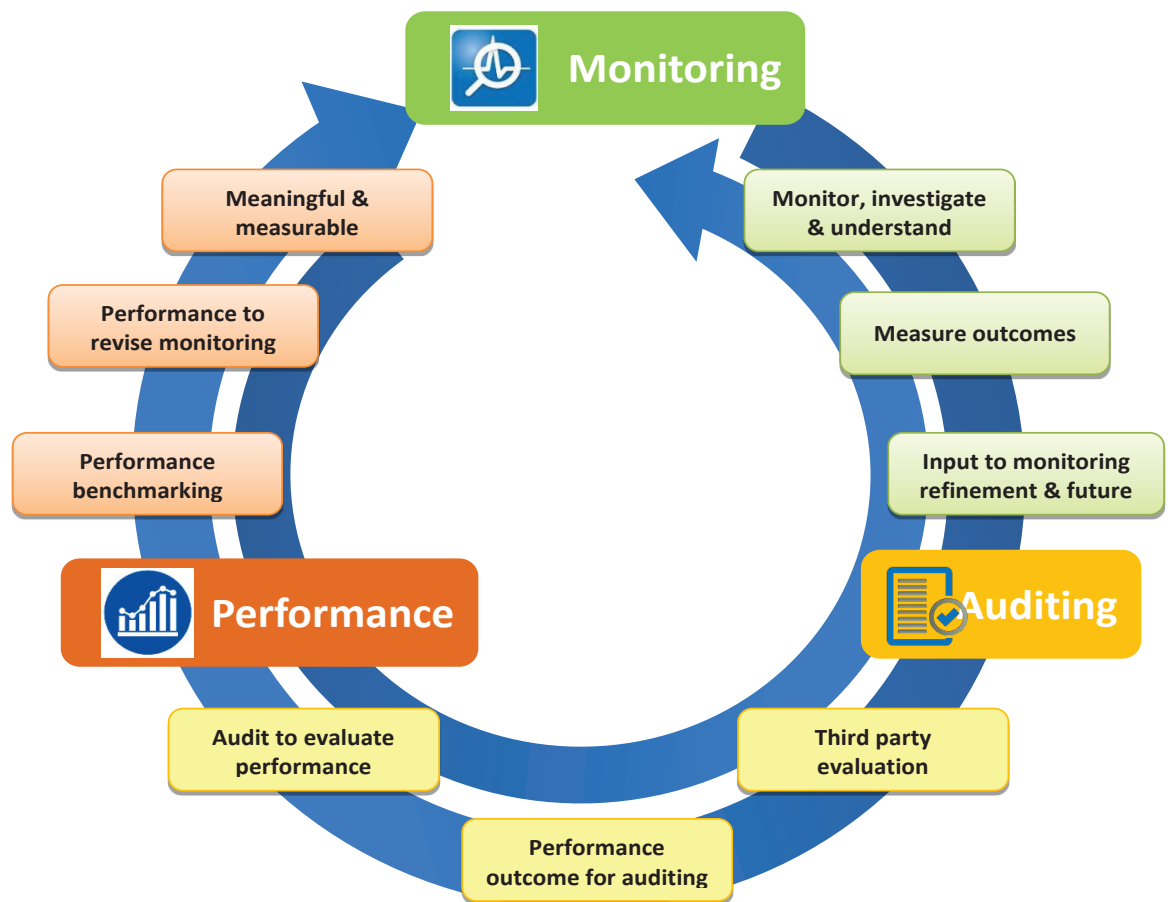 Monitoring
Meaningful &
measurable
Monitor, investigate
& understand
Performance to
revise monitoring
Measure outcomes
Performance
benchmarking
Input to monitoring
refinement & future
Performance
Auditing
Audit to evaluate
performance
Third party
evaluation
Performance
outcome for auditing